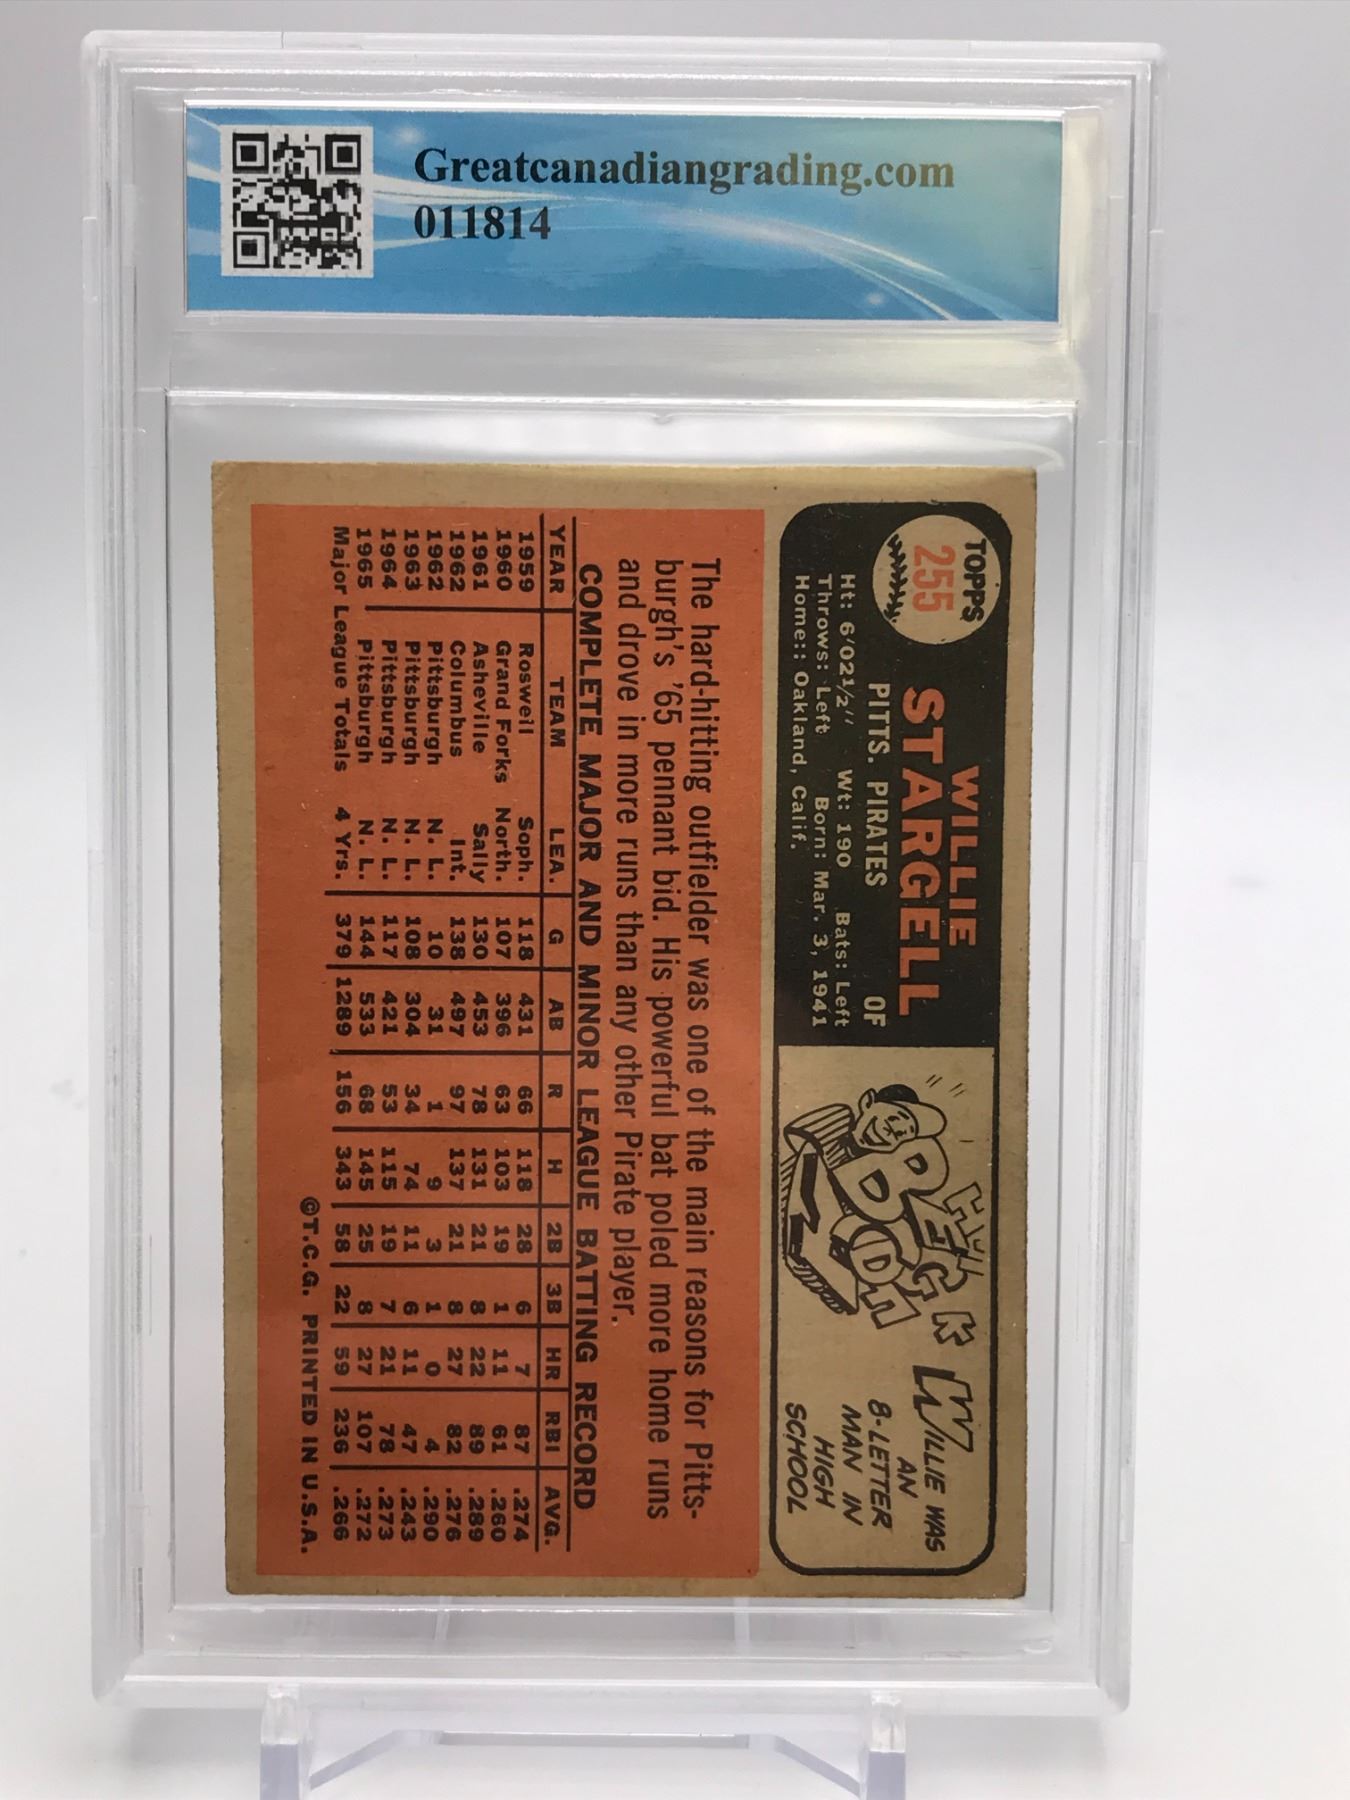 Greatcanadiangrading.com
011814
TOPPS
255
WILLIE
STARGELL
OF
PITTS. PIRATES
Ht: 6'02½" Wt: 190 Bats: Left
Throws: Left Born: Mar. 3, 1941
Home:: Oakland, Calif.
WILLIE WAS
AN
8-LETTER
MAN IN
HIGH
SCHOOL
The hard-hitting outfielder was one of the main reasons for Pitts-
burgh's '65 pennant bid. His powerful bat poled more home runs
and drove in more runs than any other Pirate player.
COMPLETE MAJOR AND MINOR LEAGUE BATTING RECORD
YEAR TEAM LEA. G AB R H 2B 3B HR RBI AVG.
1959 Roswell Soph. 118 431 66 118 28 6 7 87 .274
1960 Grand Forks North. 107 396 63 103 19 1 11 61 .260
1961 Asheville Sally 130 453 78 131 21 8 22 89 .289
1962 Columbus Int. 138 497 97 137 21 8 27 82 .276
1962 Pittsburgh N. L. 10 31 1 9 3 1 0 4 .290
1963 Pittsburgh N. L. 108 304 34 74 11 6 11 47 .243
1964 Pittsburgh N. L. 117 421 53 115 19 7 21 78 .273
1965 Pittsburgh N. L. 144 533 68 145 25 8 27 107 .272
Major League Totals 4 Yrs. 379 1289 156 343 58 22 59 236 .266
©T.C.G. PRINTED IN U.S.A.